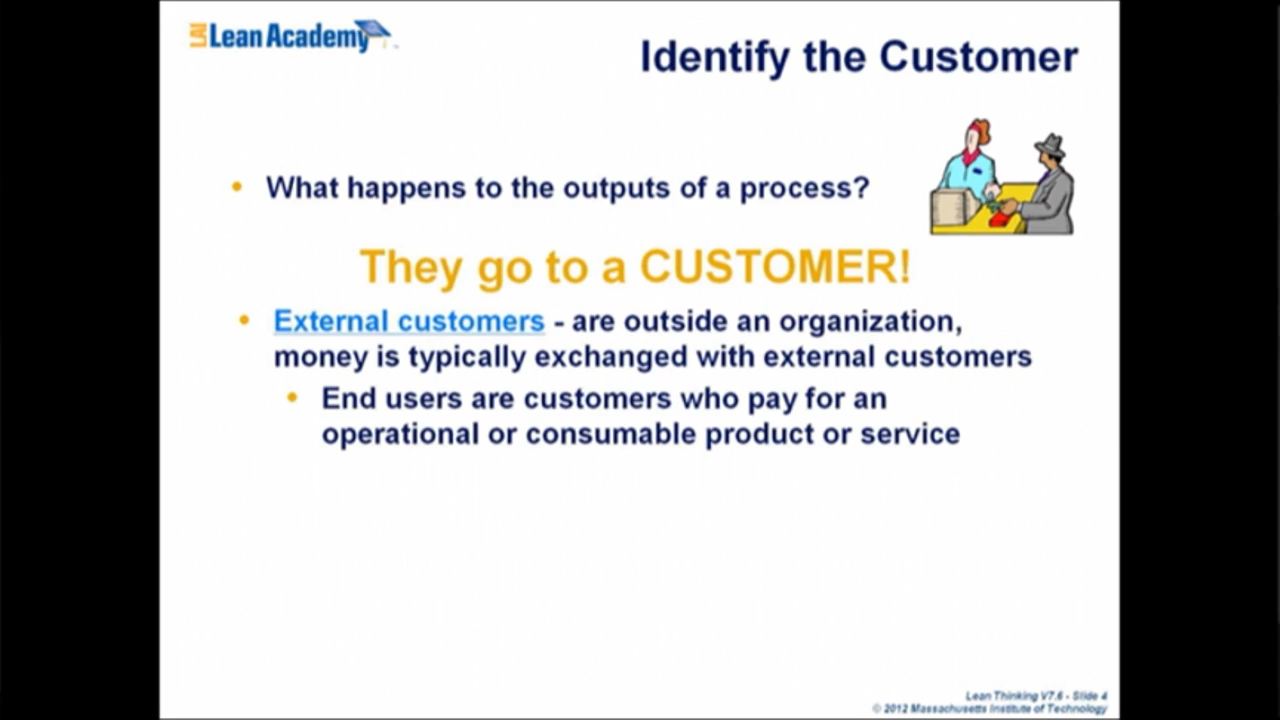 LAI Lean Academy™
Identify the Customer
• What happens to the outputs of a process?
They go to a CUSTOMER!
• External customers - are outside an organization,
money is typically exchanged with external customers
• End users are customers who pay for an
operational or consumable product or service
Lean Thinking V7.6 - Slide 4
© 2012 Massachusetts Institute of Technology